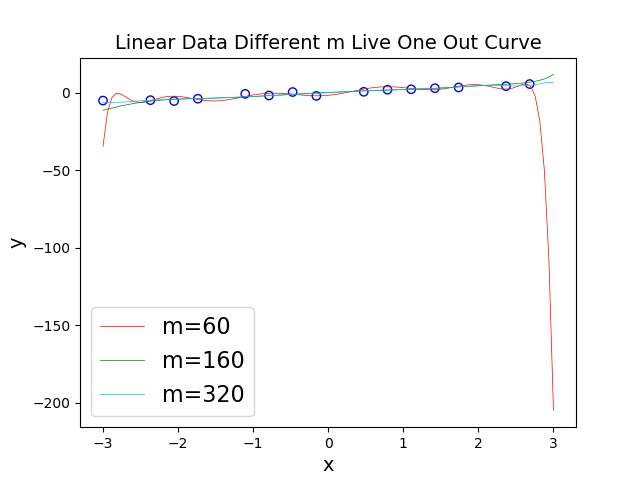 Linear Data Different m Live One Out Curve
0
−50
−100
−150
−200
y
m=60
m=160
m=320
−3 −2 −1 0 1 2 3
x